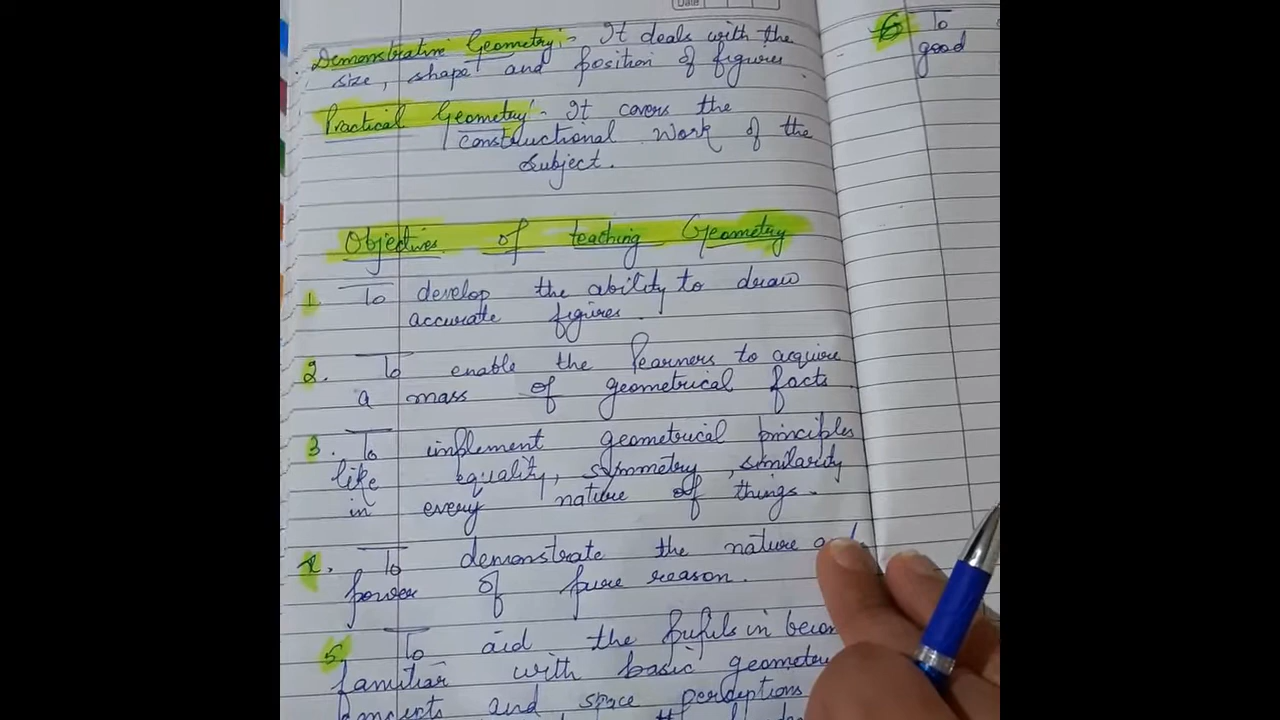 Date
Demonstrative Geometry :- It deals with the
size, shape and position of figures.
Practical Geometry :- It covers the
constructional work of the
subject.
Objectives of teaching Geometry
1. To develop the ability to draw
accurate figures.
2. To enable the learners to acquire
a mass of geometrical facts
3. To implement geometrical principles
like equality, symmetry, similarity
in every nature of things.
4. To demonstrate the nature
power of pure reason.
5. To aid the pupils in
familiar with basic
and space perceptions
6 To
good